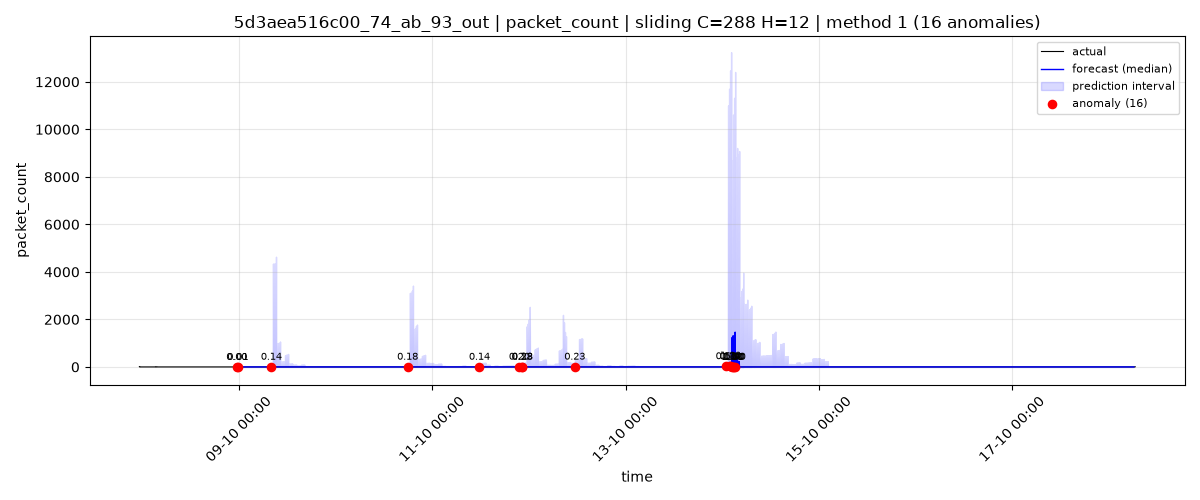 5d3aea516c00_74_ab_93_out | packet_count | sliding C=288 H=12 | method 1 (16 anomalies)
actual
forecast (median)
prediction interval
anomaly (16)
packet_count
12000
10000
8000
6000
4000
2000
0
0.14
0.18
0.14
0.23
09-10 00:00
11-10 00:00
13-10 00:00
15-10 00:00
17-10 00:00
time